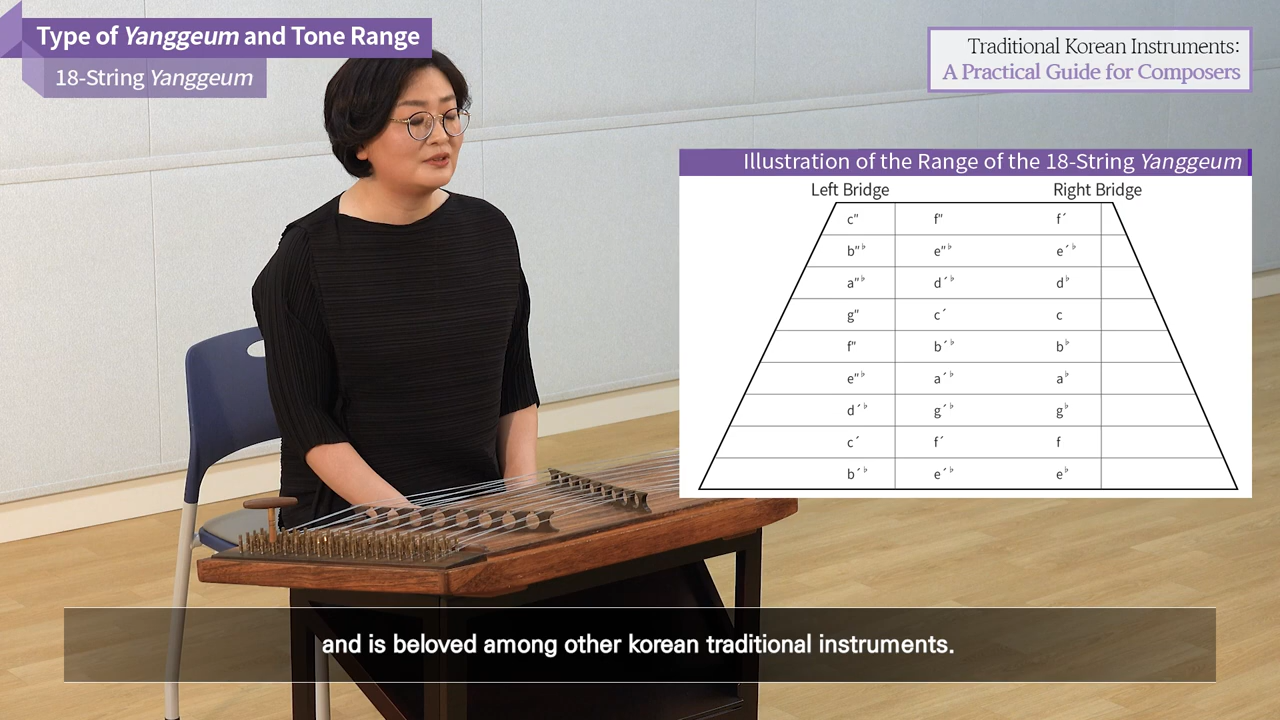 Type of Yanggeum and Tone Range
18-String Yanggeum
Traditional Korean Instruments:
A Practical Guide for Composers
Illustration of the Range of the 18-String Yanggeum
Left Bridge Right Bridge
c″ f″ f´
b″♭ e″♭ e´♭
a″♭ d´♭ d♭
g″ c´ c
f″ b´♭ b♭
e″♭ a´♭ a♭
d´♭ g´♭ g♭
c´ f´ f
b´♭ e´♭ e♭
and is beloved among other korean traditional instruments.